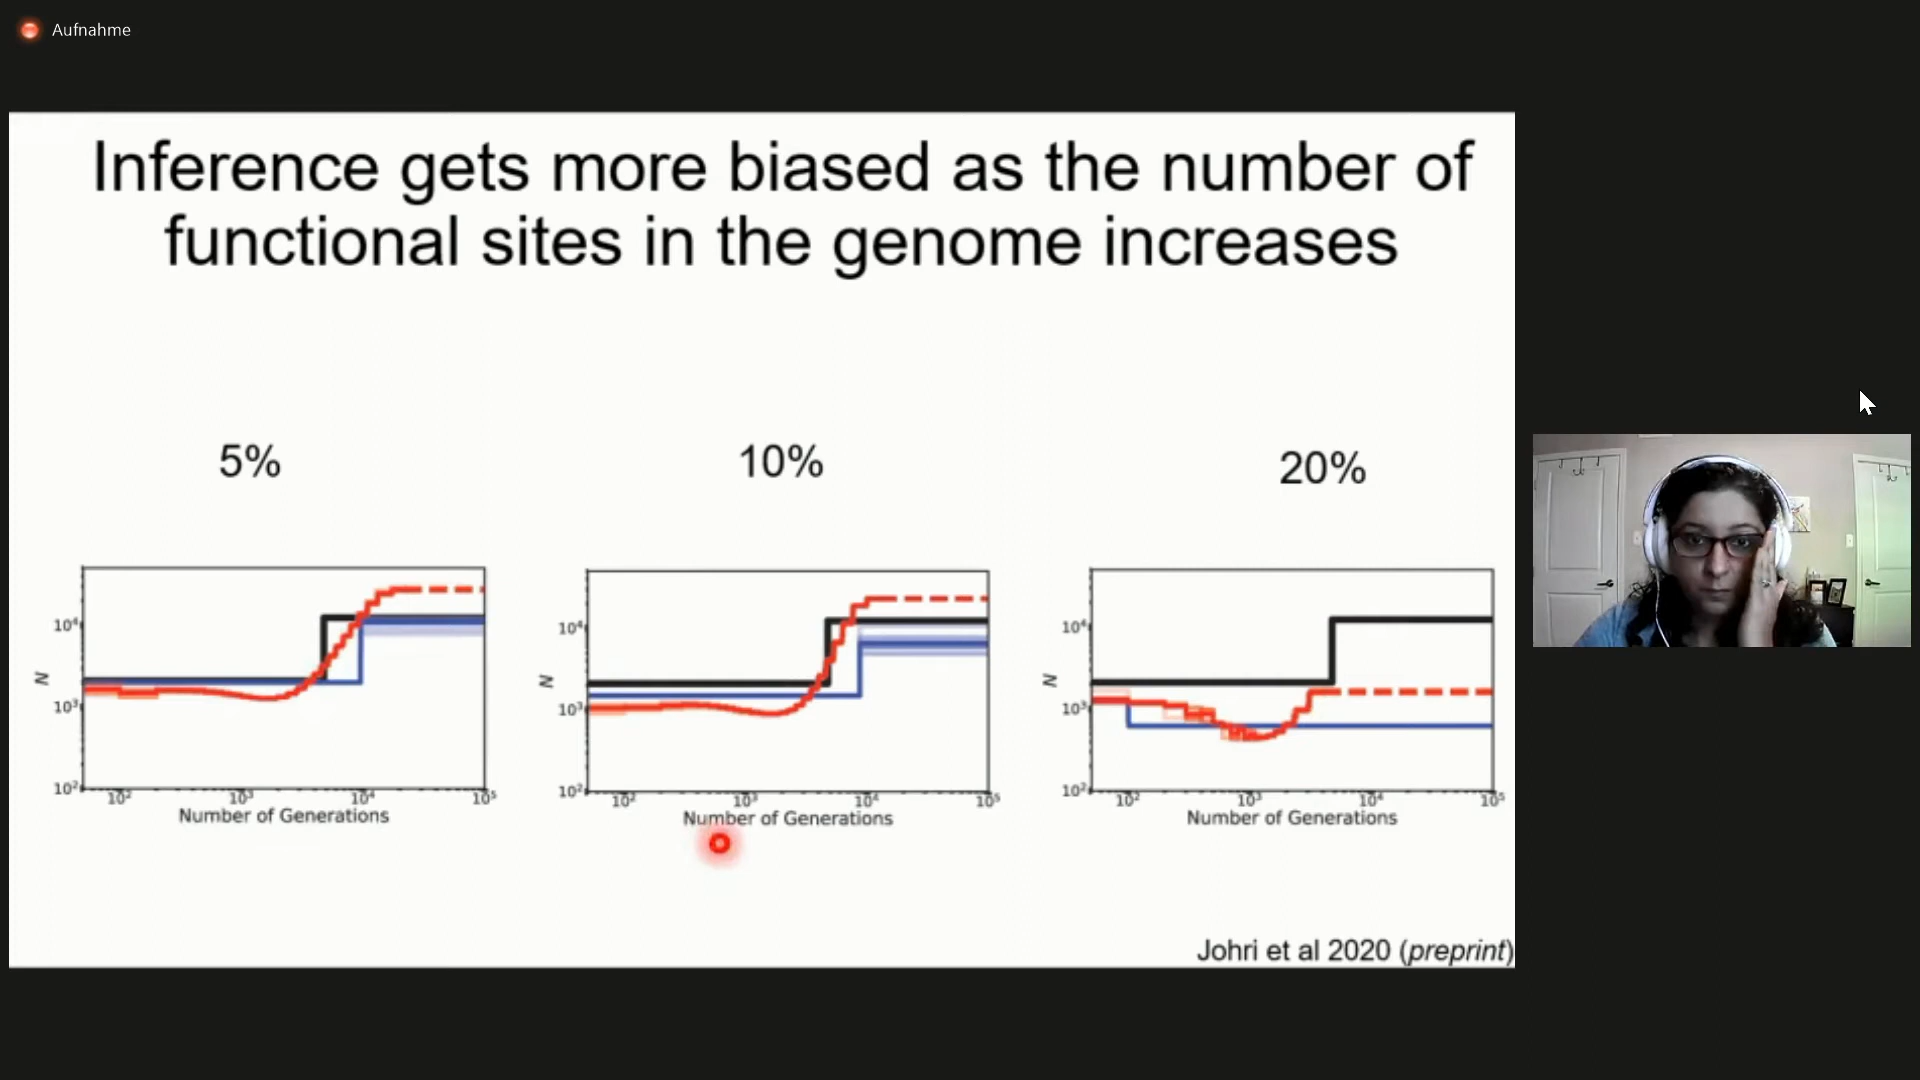 Aufnahme
Inference gets more biased as the number of
functional sites in the genome increases
5%
10%
20%
10⁴
10³
10²
N
10²
10³
10⁴
10⁵
Number of Generations
10⁴
10³
10²
N
10²
10³
10⁴
10⁵
Number of Generations
10⁴
10³
10²
N
10²
10³
10⁴
10⁵
Number of Generations
Johri et al 2020 (preprint)